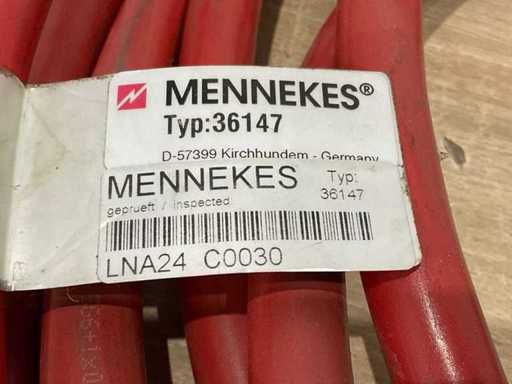 MENNEKES®
Typ:36147
D-57399 Kirchhundem - Germany
MENNEKES Typ:
geprueft / inspected 36147
LNA24 C0030